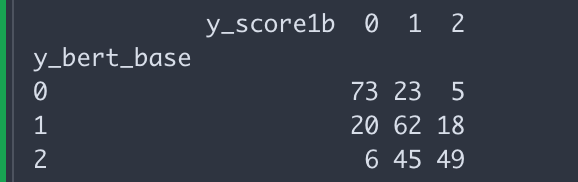 y_score1b 0 1 2
y_bert_base
0 73 23 5
1 20 62 18
2 6 45 49